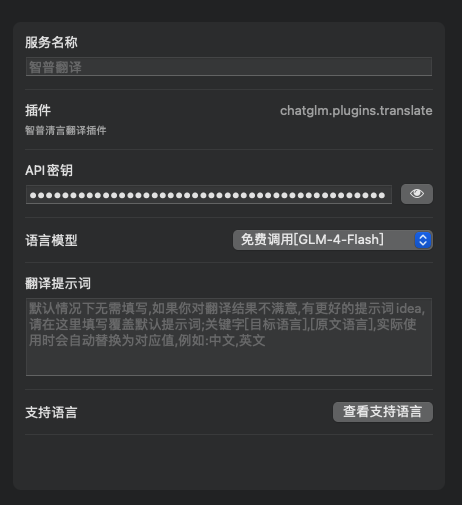 服务名称
智普翻译
插件
chatglm.plugins.translate
智普清言翻译插件
API密钥
语言模型
免费调用[GLM-4-Flash]
翻译提示词
默认情况下无需填写,如果你对翻译结果不满意,有更好的提示词idea,
请在这里填写覆盖默认提示词;关键字[目标语言],[原文语言],实际使
用时会自动替换为对应值,例如:中文,英文
支持语言
查看支持语言